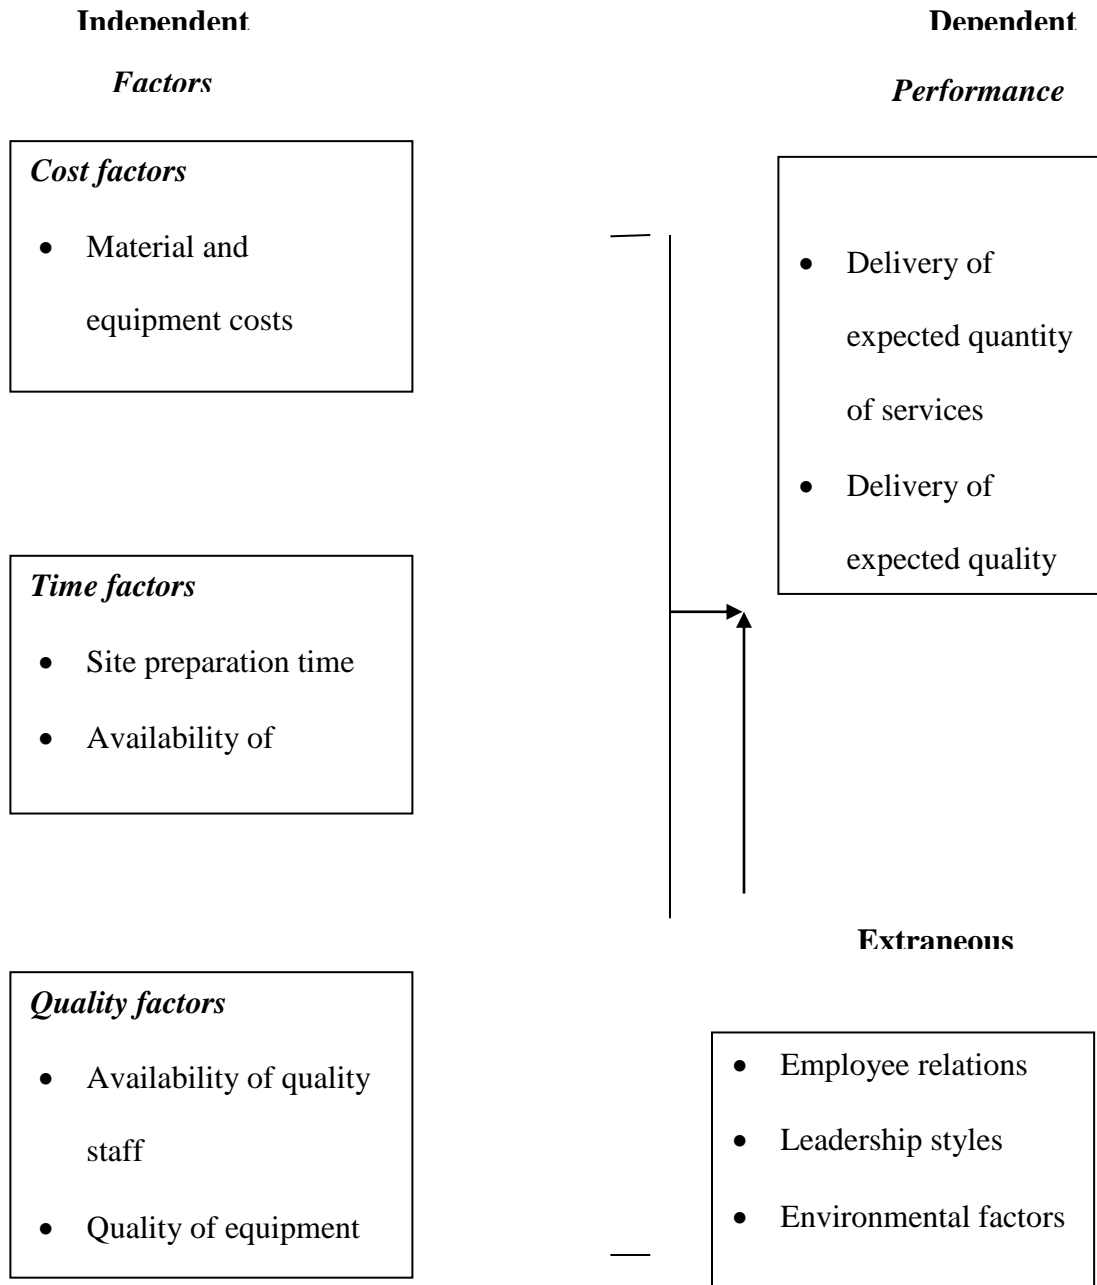 Independent
Factors
Cost factors
• Material and
equipment costs
Time factors
• Site preparation time
• Availability of
Quality factors
• Availability of quality
staff
• Quality of equipment
Dependent
Performance
• Delivery of
expected quantity
of services
• Delivery of
expected quality
Extraneous
• Employee relations
• Leadership styles
• Environmental factors